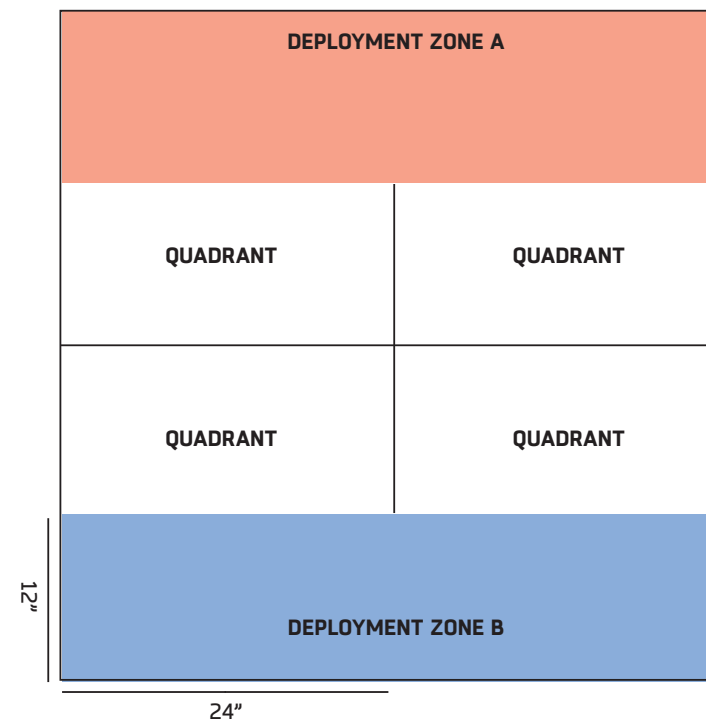 DEPLOYMENT ZONE A
QUADRANT QUADRANT
QUADRANT QUADRANT
12”
DEPLOYMENT ZONE B
24”